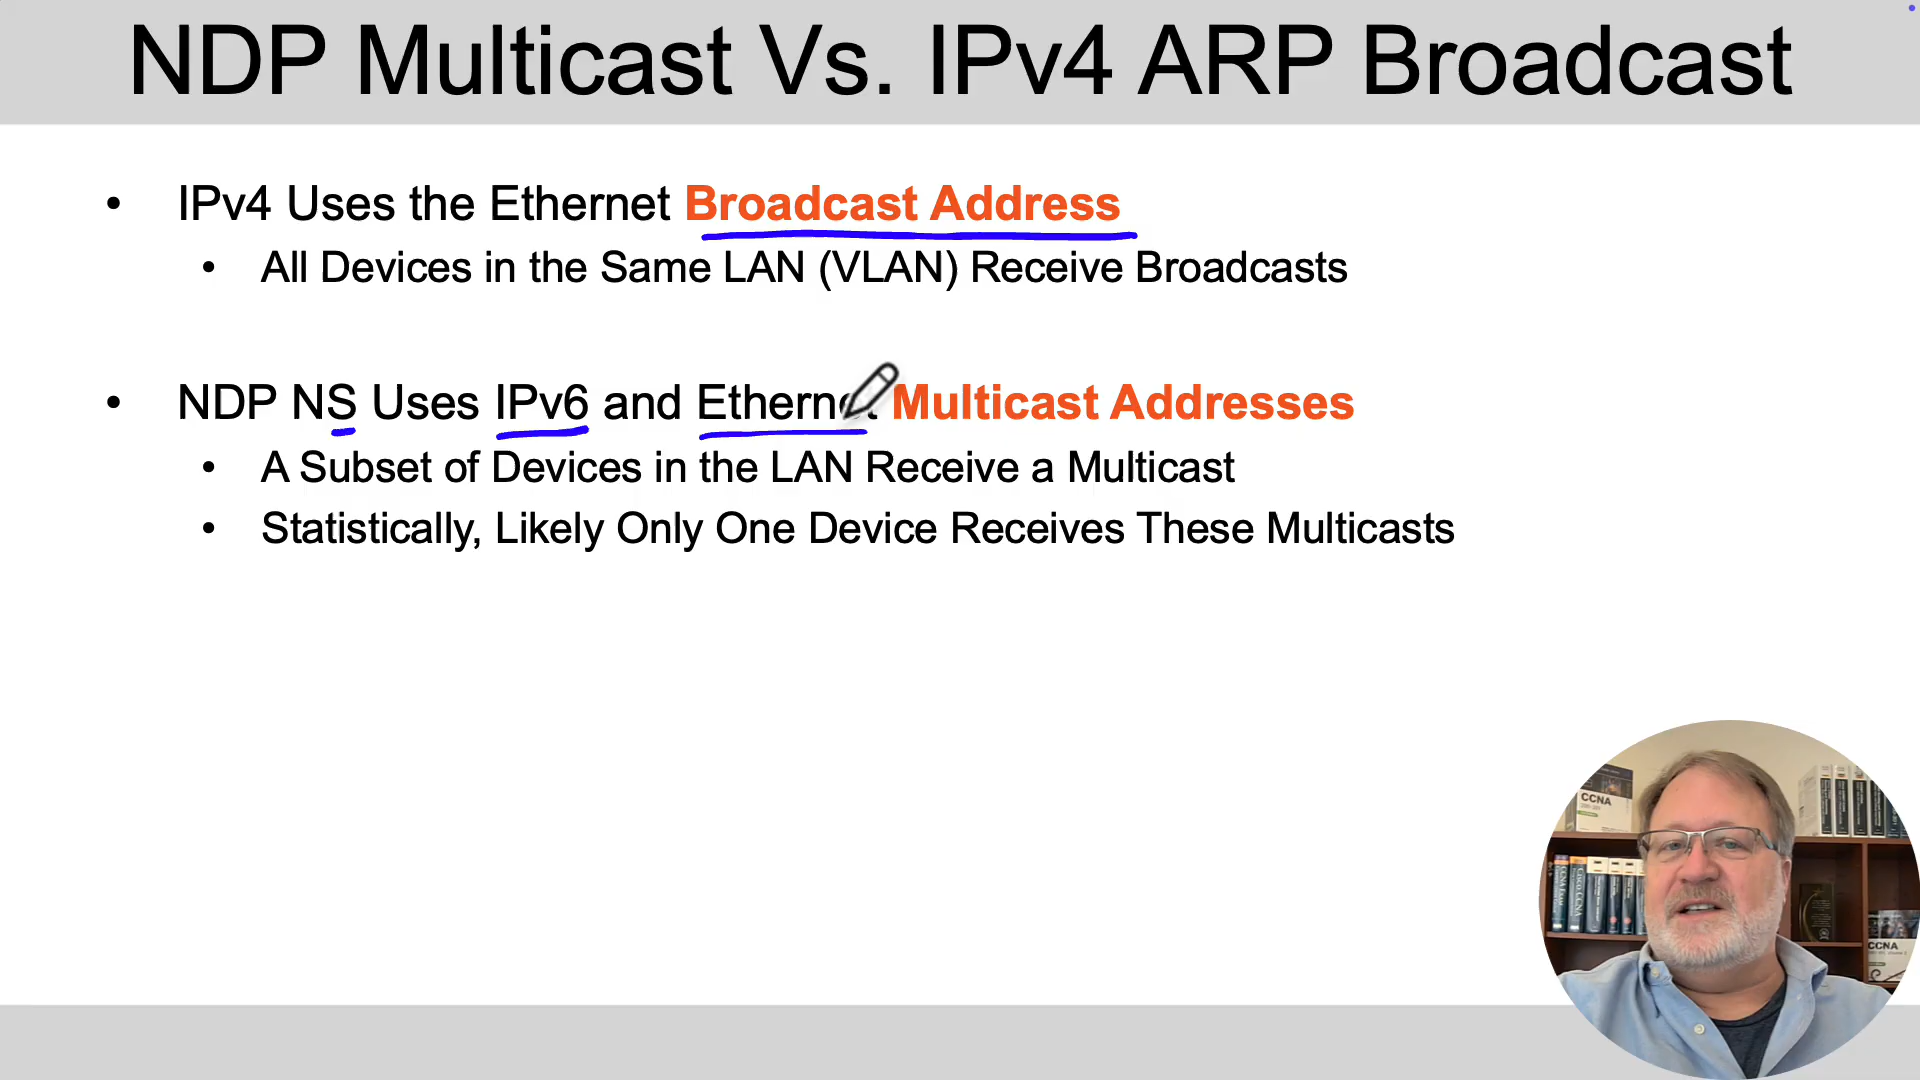 NDP Multicast Vs. IPv4 ARP Broadcast
• IPv4 Uses the Ethernet Broadcast Address
• All Devices in the Same LAN (VLAN) Receive Broadcasts
• NDP NS Uses IPv6 and Ethernet Multicast Addresses
• A Subset of Devices in the LAN Receive a Multicast
• Statistically, Likely Only One Device Receives These Multicasts
CCNA
CCNA